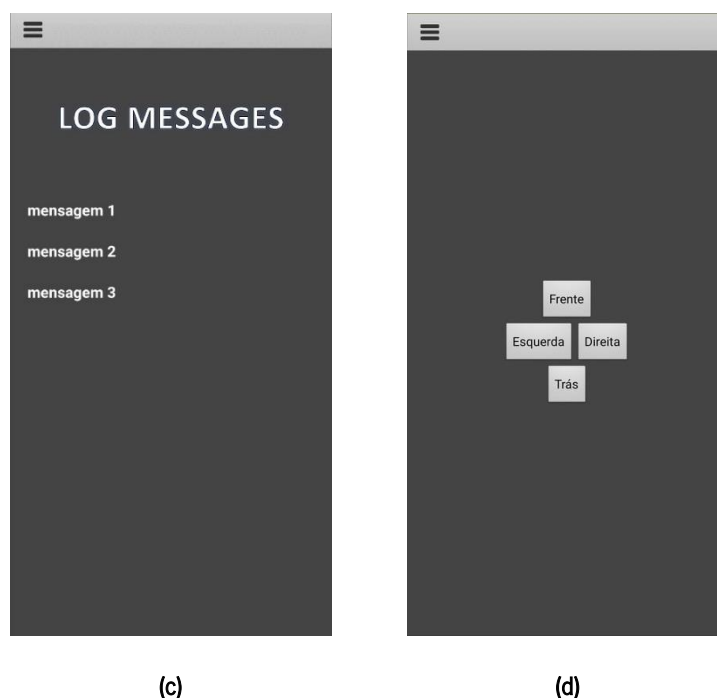 LOG MESSAGES
mensagem 1
mensagem 2
mensagem 3
(c)
Frente
Esquerda Direita
Trás
(d)